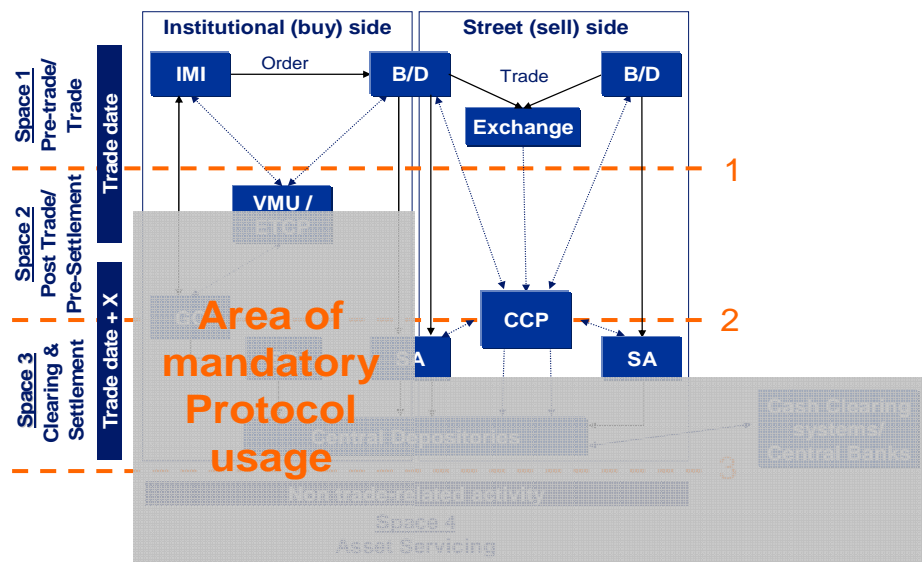 Institutional (buy) side
Street (sell) side
Space 1
Pre-trade/
Trade
Trade date
IMI
Order
B/D
Trade
B/D
Exchange
1
Space 2
Post Trade/
Pre-Settlement
VMU /
ETCP
Trade date + X
CCP
2
Space 3
Clearing &
Settlement
Area of
mandatory
Protocol
usage
SA
SA
Central Depositories
Cash Clearing
systems/
Central Banks
3
Non trade-related activity
Space 4
Asset Servicing